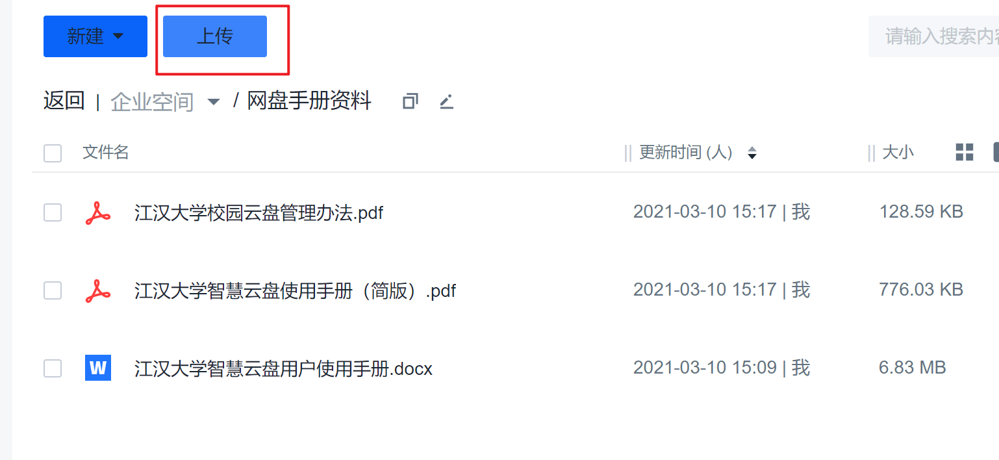 新建 上传 请输入搜索内
返回 | 企业空间 / 网盘手册资料
文件名 更新时间 (人) 大小
江汉大学校园云盘管理办法.pdf 2021-03-10 15:17 | 我 128.59 KB
江汉大学智慧云盘使用手册（简版）.pdf 2021-03-10 15:17 | 我 776.03 KB
W 江汉大学智慧云盘用户使用手册.docx 2021-03-10 15:09 | 我 6.83 MB